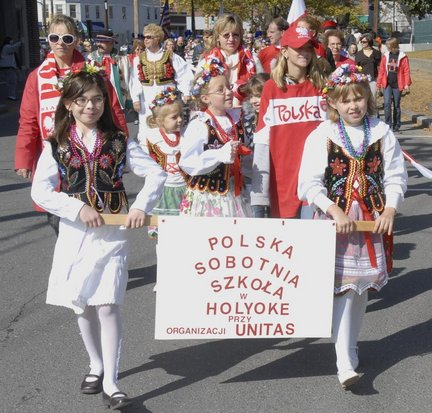 Polska
POLSKA
SOBOTNIA
SZKOŁA
W
HOLYOKE
PRZY
ORGANIZACJI UNITAS